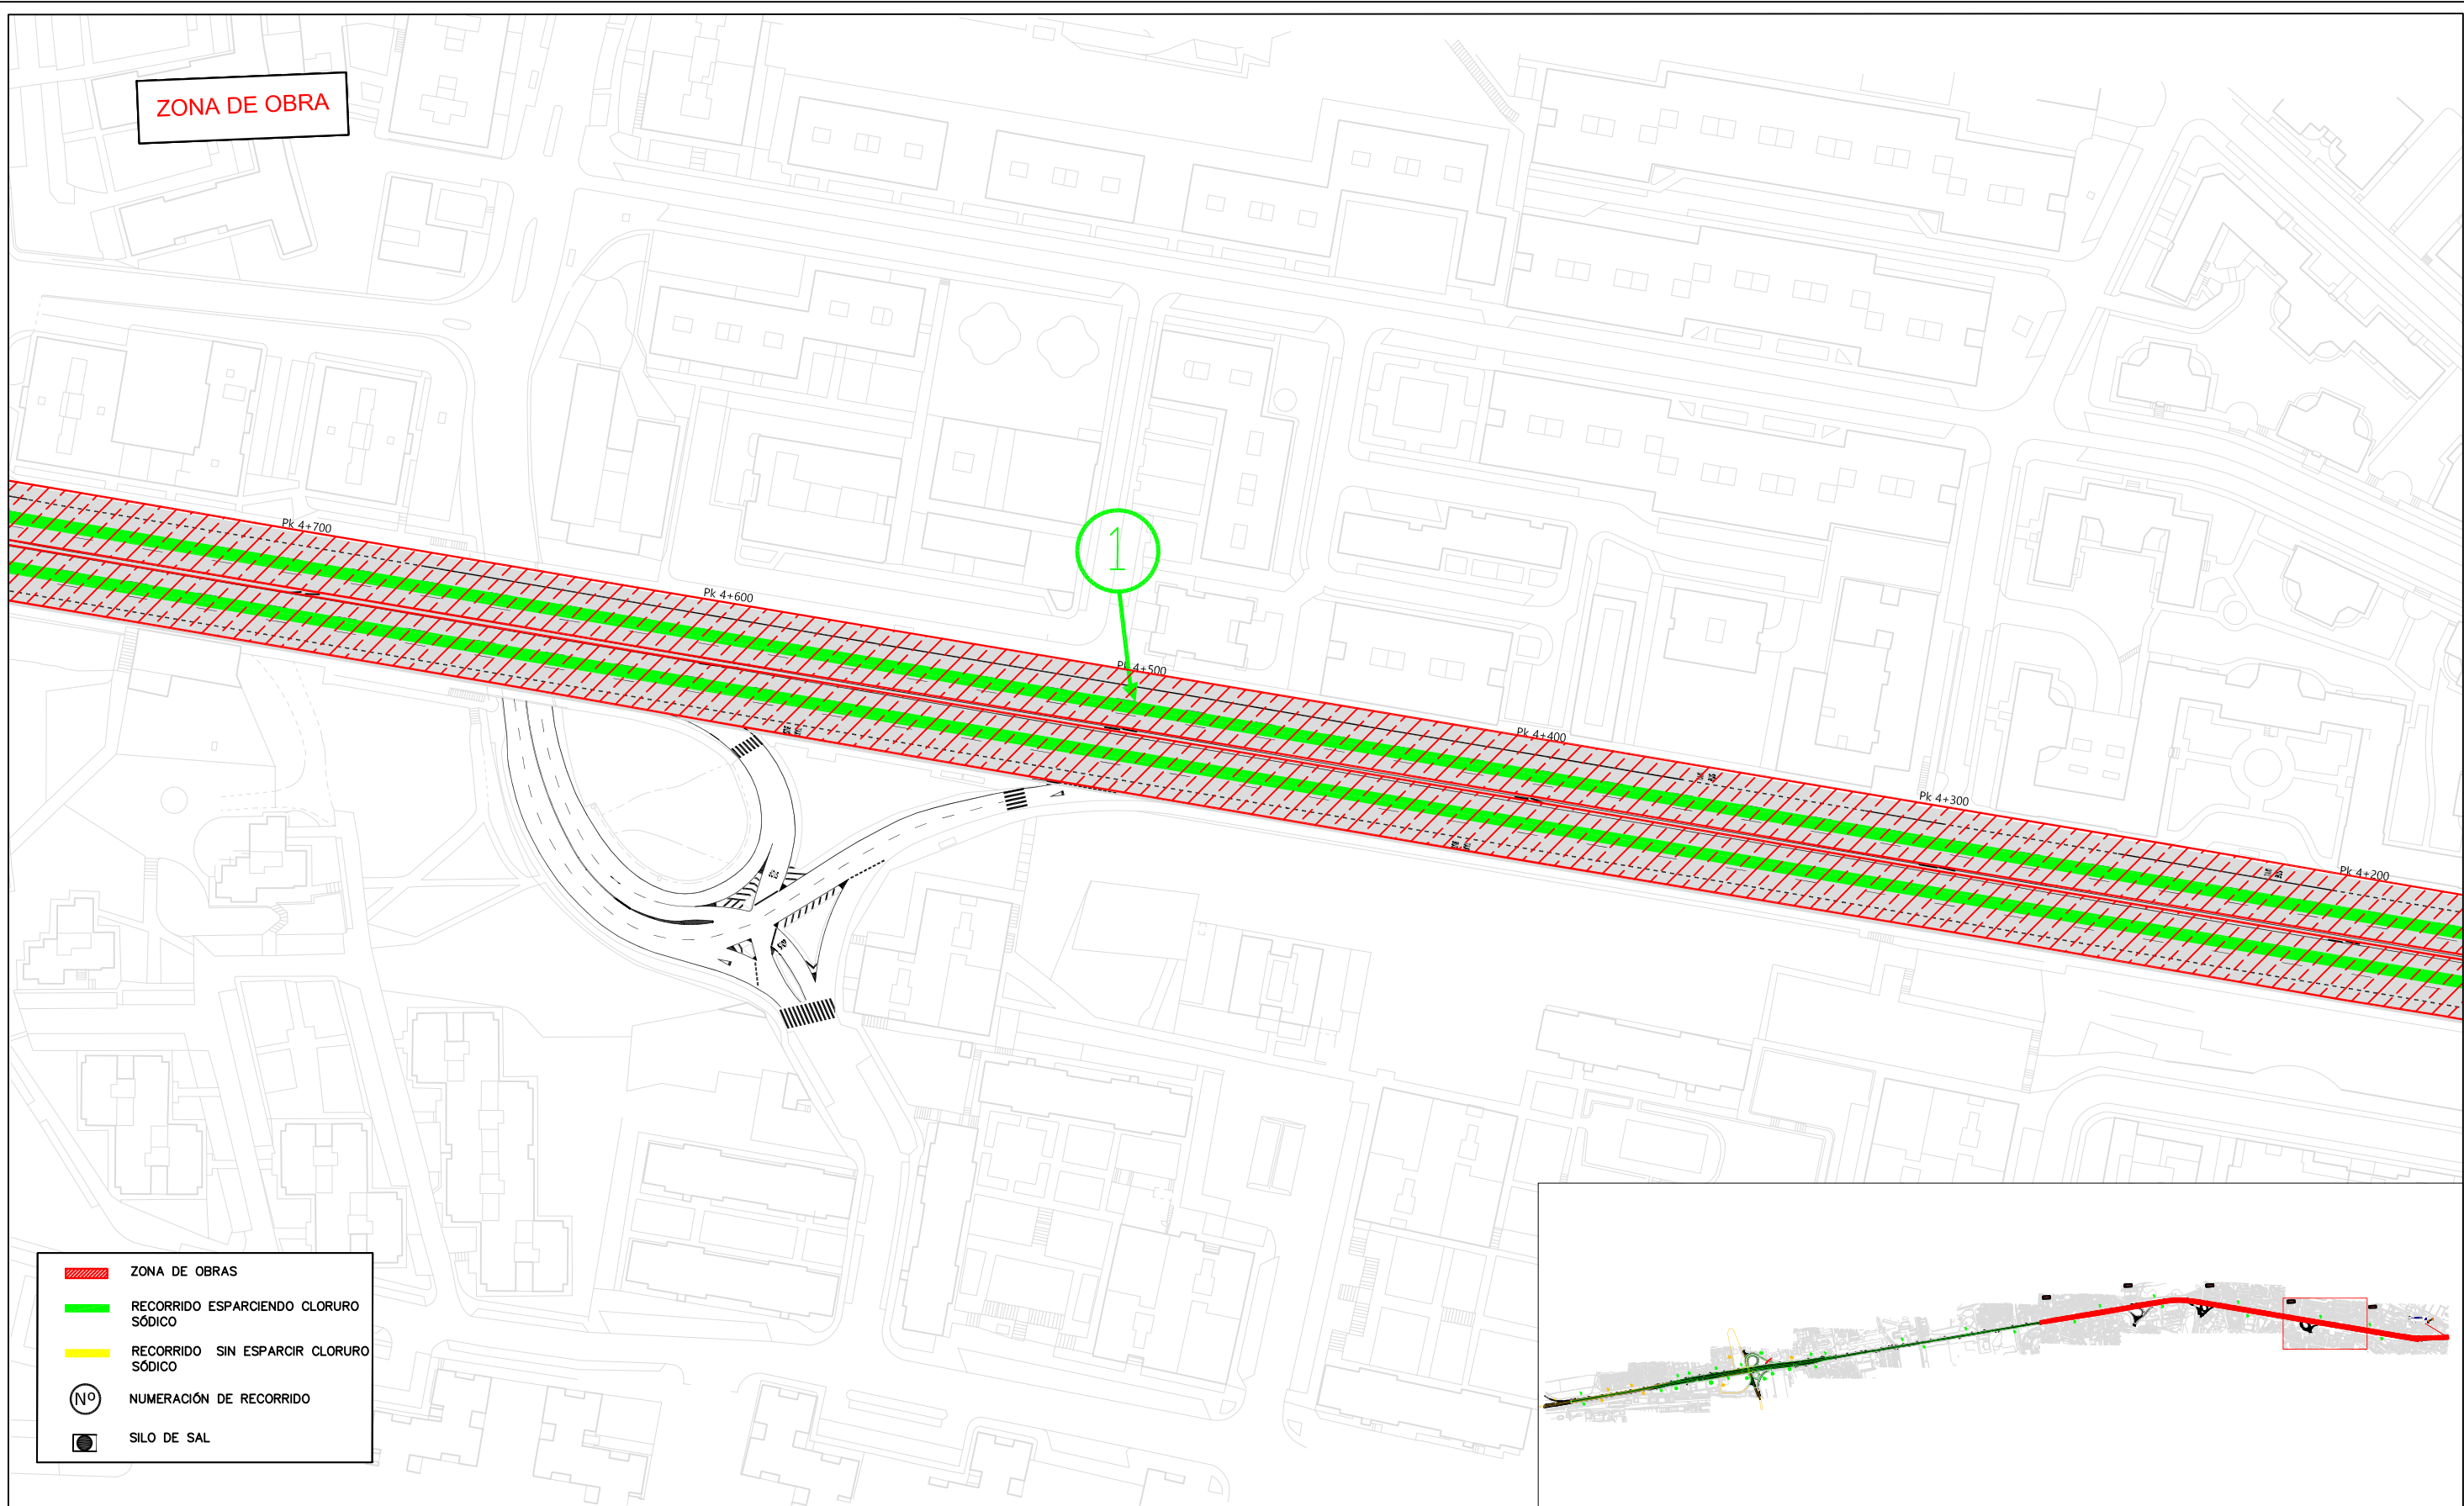 ZONA DE OBRA
Pk 4+700
Pk 4+600
1
Pk 4+500
Pk 4+400
Pk 4+300
Pk 4+200
ZONA DE OBRAS
RECORRIDO ESPARCIENDO CLORURO
SÓDICO
RECORRIDO SIN ESPARCIR CLORURO
SÓDICO
Nº
NUMERACIÓN DE RECORRIDO
SILO DE SAL